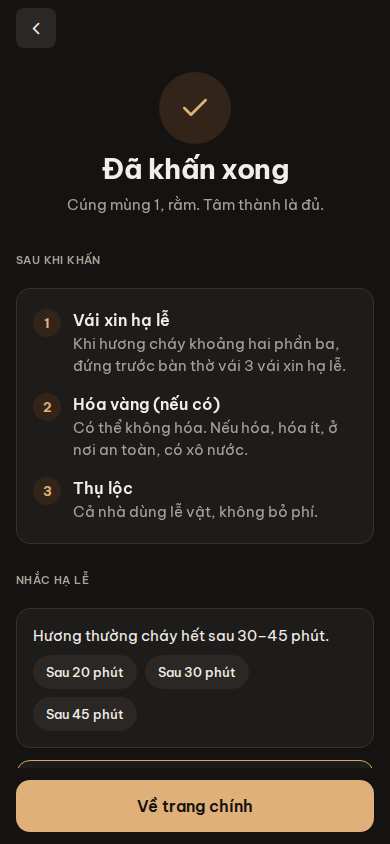 Đã khấn xong
Cúng mùng 1, rằm. Tâm thành là đủ.
SAU KHI KHẤN
1
Vái xin hạ lễ
Khi hương cháy khoảng hai phần ba,
đứng trước bàn thờ vái 3 vái xin hạ lễ.
2
Hóa vàng (nếu có)
Có thể không hóa. Nếu hóa, hóa ít, ở
nơi an toàn, có xô nước.
3
Thụ lộc
Cả nhà dùng lễ vật, không bỏ phí.
NHẮC HẠ LỄ
Hương thường cháy hết sau 30–45 phút.
Sau 20 phút
Sau 30 phút
Sau 45 phút
Về trang chính